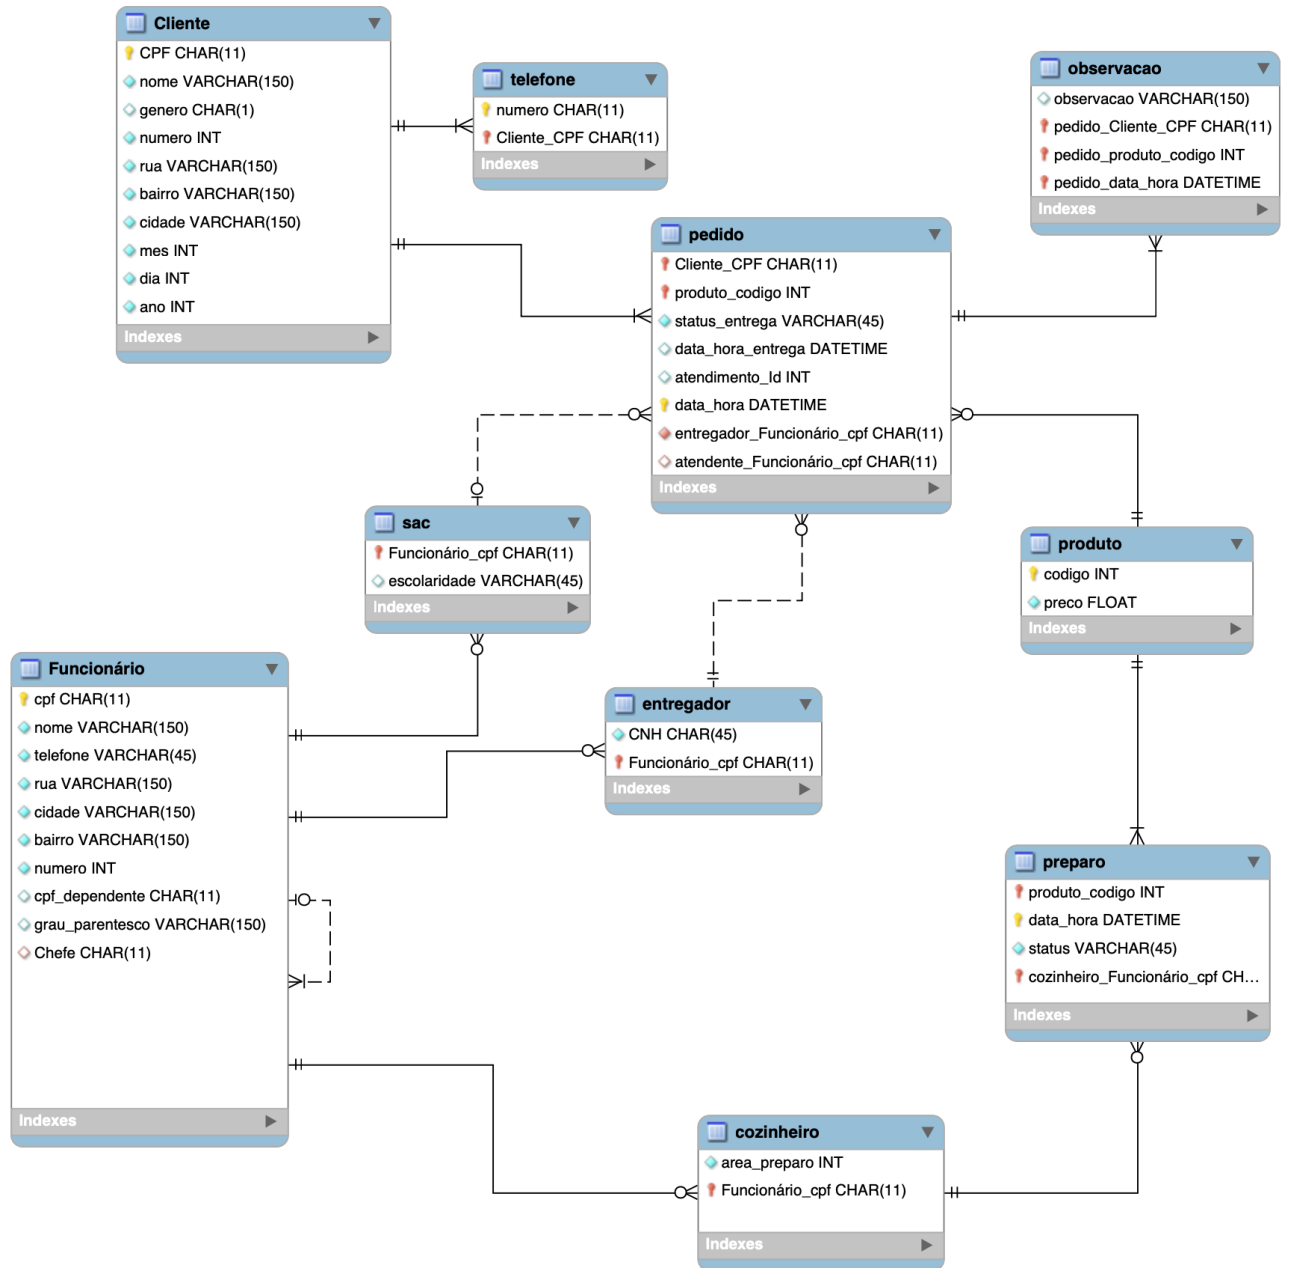 Cliente
CPF CHAR(11)
nome VARCHAR(150)
genero CHAR(1)
numero INT
rua VARCHAR(150)
bairro VARCHAR(150)
cidade VARCHAR(150)
mes INT
dia INT
ano INT
Indexes
telefone
numero CHAR(11)
Cliente_CPF CHAR(11)
Indexes
observacao
observacao VARCHAR(150)
pedido_Cliente_CPF CHAR(11)
pedido_produto_codigo INT
pedido_data_hora DATETIME
Indexes
pedido
Cliente_CPF CHAR(11)
produto_codigo INT
status_entrega VARCHAR(45)
data_hora_entrega DATETIME
atendimento_Id INT
data_hora DATETIME
entregador_Funcionário_cpf CHAR(11)
atendente_Funcionário_cpf CHAR(11)
Indexes
sac
Funcionário_cpf CHAR(11)
escolaridade VARCHAR(45)
Indexes
produto
codigo INT
preco FLOAT
Indexes
Funcionário
cpf CHAR(11)
nome VARCHAR(150)
telefone VARCHAR(45)
rua VARCHAR(150)
cidade VARCHAR(150)
bairro VARCHAR(150)
numero INT
cpf_dependente CHAR(11)
grau_parentesco VARCHAR(150)
Chefe CHAR(11)
Indexes
entregador
CNH CHAR(45)
Funcionário_cpf CHAR(11)
Indexes
preparo
produto_codigo INT
data_hora DATETIME
status VARCHAR(45)
cozinheiro_Funcionário_cpf CH...
Indexes
cozinheiro
area_preparo INT
Funcionário_cpf CHAR(11)
Indexes